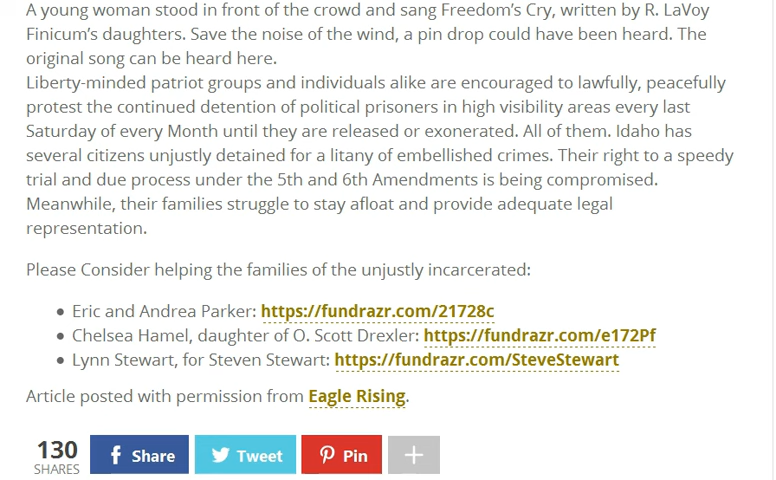 A young woman stood in front of the crowd and sang Freedom’s Cry, written by R. LaVoy
Finicum’s daughters. Save the noise of the wind, a pin drop could have been heard. The
original song can be heard here.
Liberty-minded patriot groups and individuals alike are encouraged to lawfully, peacefully
protest the continued detention of political prisoners in high visibility areas every last
Saturday of every Month until they are released or exonerated. All of them. Idaho has
several citizens unjustly detained for a litany of embellished crimes. Their right to a speedy
trial and due process under the 5th and 6th Amendments is being compromised.
Meanwhile, their families struggle to stay afloat and provide adequate legal
representation.
Please Consider helping the families of the unjustly incarcerated:
• Eric and Andrea Parker: https://fundrazr.com/21728c
• Chelsea Hamel, daughter of O. Scott Drexler: https://fundrazr.com/e172Pf
• Lynn Stewart, for Steven Stewart: https://fundrazr.com/SteveStewart
Article posted with permission from Eagle Rising.
130
SHARES
Share
Tweet
Pin